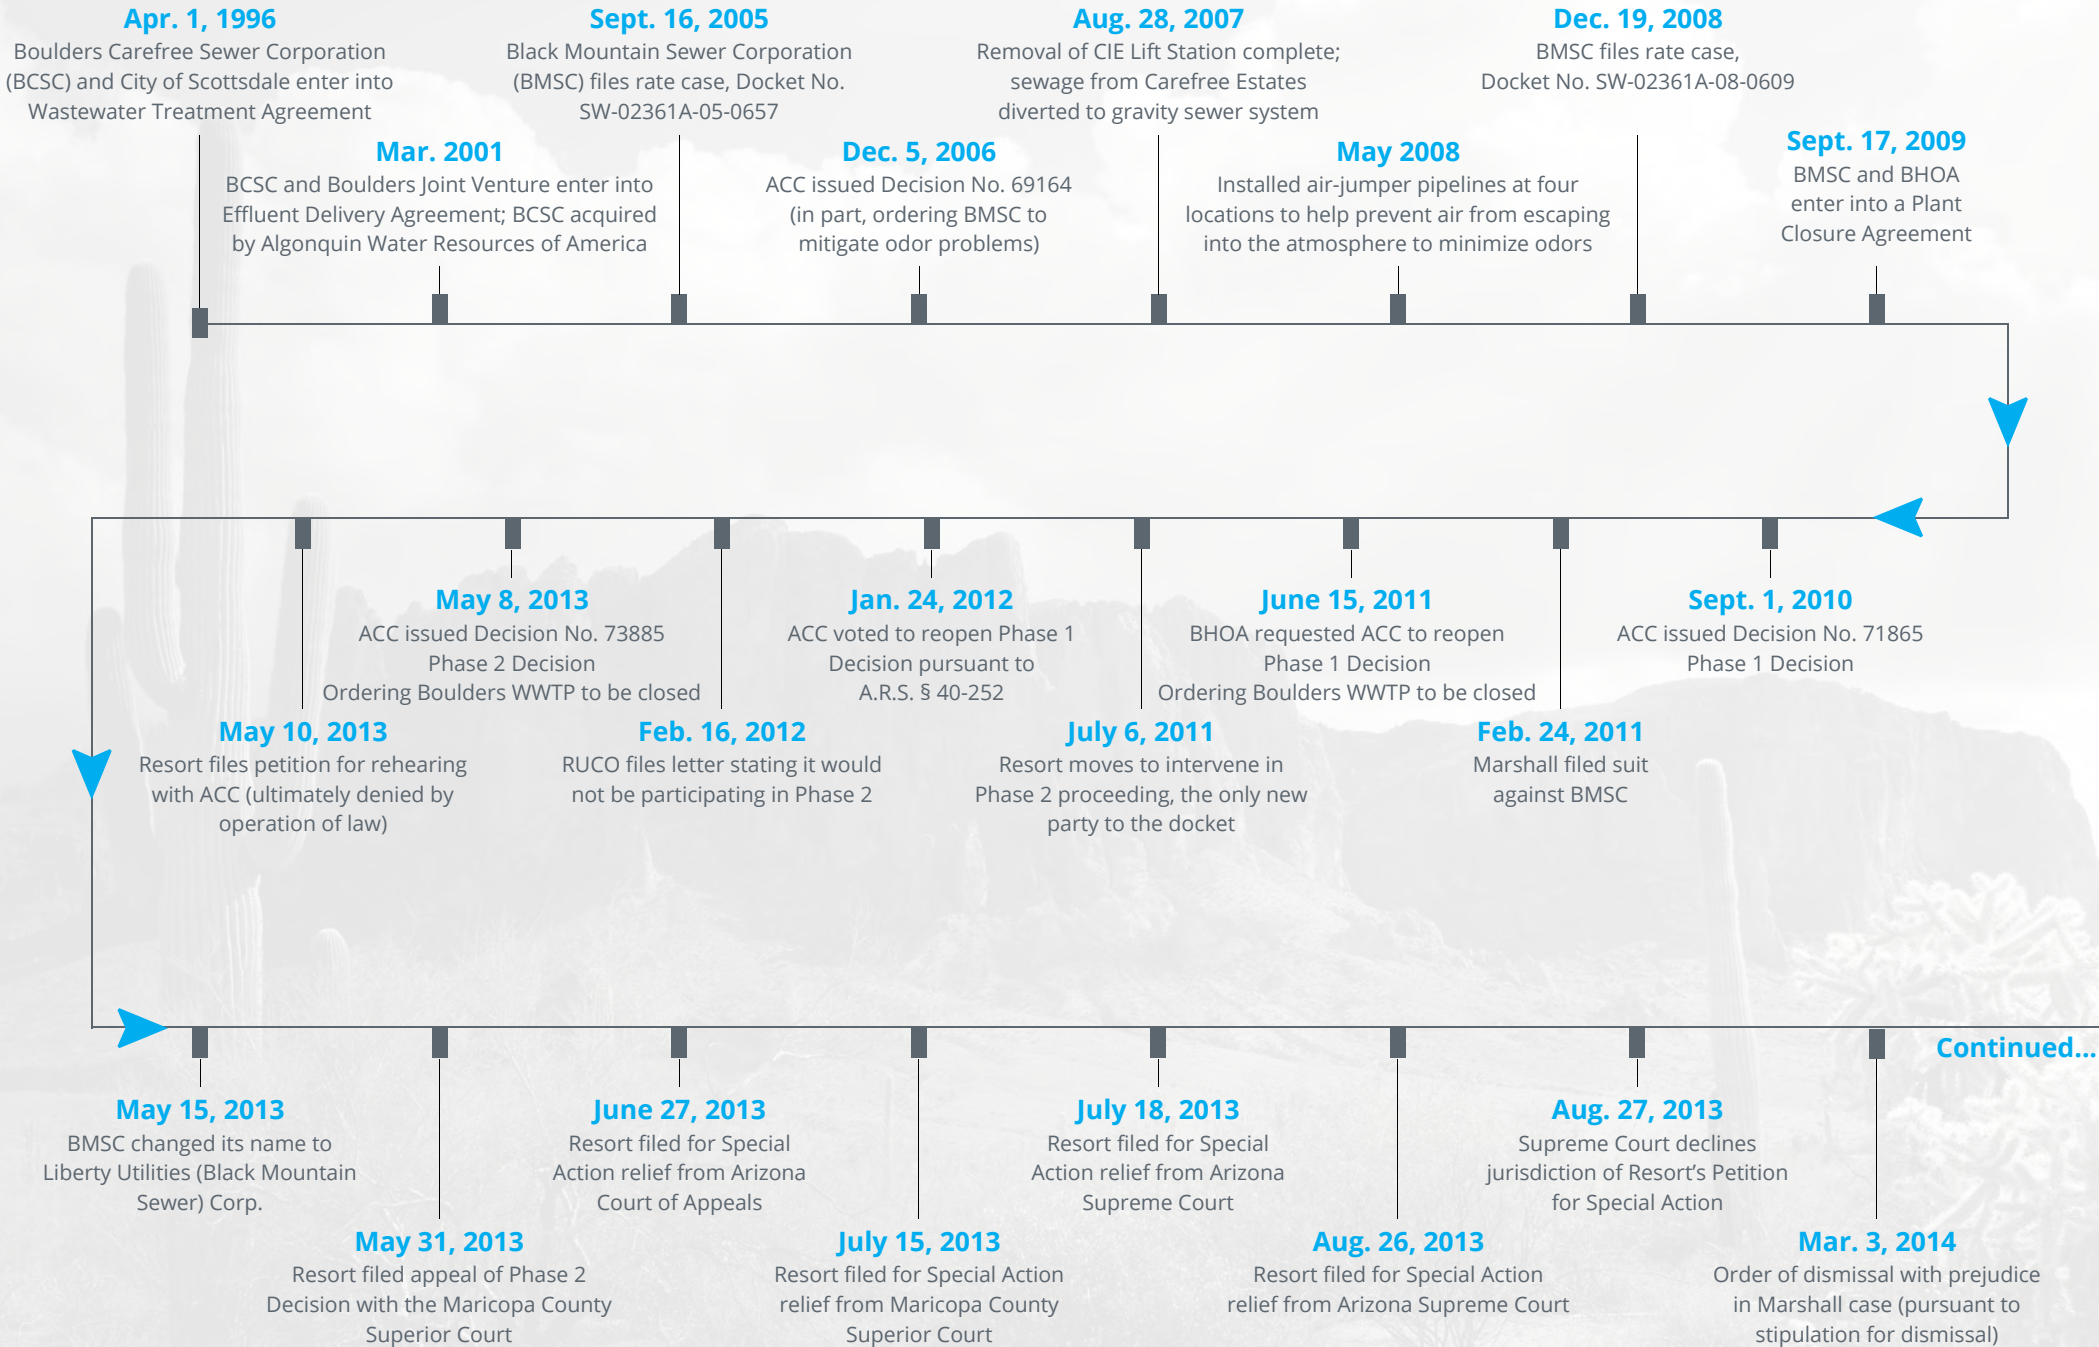 Apr. 1, 1996
Boulders Carefree Sewer Corporation
(BCSC) and City of Scottsdale enter into
Wastewater Treatment Agreement
Mar. 2001
BCSC and Boulders Joint Venture enter into
Effluent Delivery Agreement; BCSC acquired
by Algonquin Water Resources of America
Sept. 16, 2005
Black Mountain Sewer Corporation
(BMSC) files rate case, Docket No.
SW-02361A-05-0657
Dec. 5, 2006
ACC issued Decision No. 69164
(in part, ordering BMSC to
mitigate odor problems)
Aug. 28, 2007
Removal of CIE Lift Station complete;
sewage from Carefree Estates
diverted to gravity sewer system
May 2008
Installed air-jumper pipelines at four
locations to help prevent air from escaping
into the atmosphere to minimize odors
Dec. 19, 2008
BMSC files rate case,
Docket No. SW-02361A-08-0609
Sept. 17, 2009
BMSC and BHOA
enter into a Plant
Closure Agreement
Sept. 1, 2010
ACC issued Decision No. 71865
Phase 1 Decision
Feb. 24, 2011
Marshall filed suit
against BMSC
June 15, 2011
BHOA requested ACC to reopen
Phase 1 Decision
Ordering Boulders WWTP to be closed
July 6, 2011
Resort moves to intervene in
Phase 2 proceeding, the only new
party to the docket
Jan. 24, 2012
ACC voted to reopen Phase 1
Decision pursuant to
A.R.S. § 40-252
Feb. 16, 2012
RUCO files letter stating it would
not be participating in Phase 2
May 8, 2013
ACC issued Decision No. 73885
Phase 2 Decision
Ordering Boulders WWTP to be closed
May 10, 2013
Resort files petition for rehearing
with ACC (ultimately denied by
operation of law)
May 15, 2013
BMSC changed its name to
Liberty Utilities (Black Mountain
Sewer) Corp.
May 31, 2013
Resort filed appeal of Phase 2
Decision with the Maricopa County
Superior Court
June 27, 2013
Resort filed for Special
Action relief from Arizona
Court of Appeals
July 15, 2013
Resort filed for Special Action
relief from Maricopa County
Superior Court
July 18, 2013
Resort filed for Special
Action relief from Arizona
Supreme Court
Aug. 26, 2013
Resort filed for Special Action
relief from Arizona Supreme Court
Aug. 27, 2013
Supreme Court declines
jurisdiction of Resort’s Petition
for Special Action
Mar. 3, 2014
Order of dismissal with prejudice
in Marshall case (pursuant to
stipulation for dismissal)
Continued...